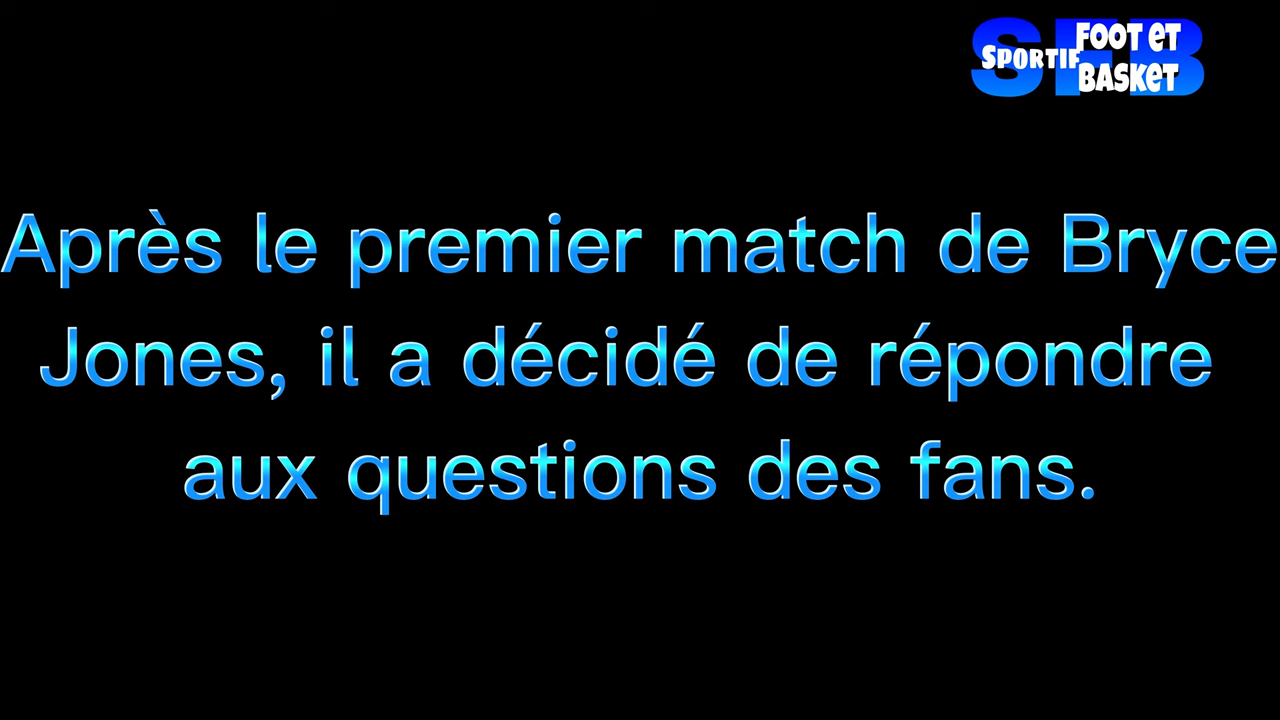 SFB
Sportif
Foot et
Basket
Après le premier match de Bryce
Jones, il a décidé de répondre
aux questions des fans.